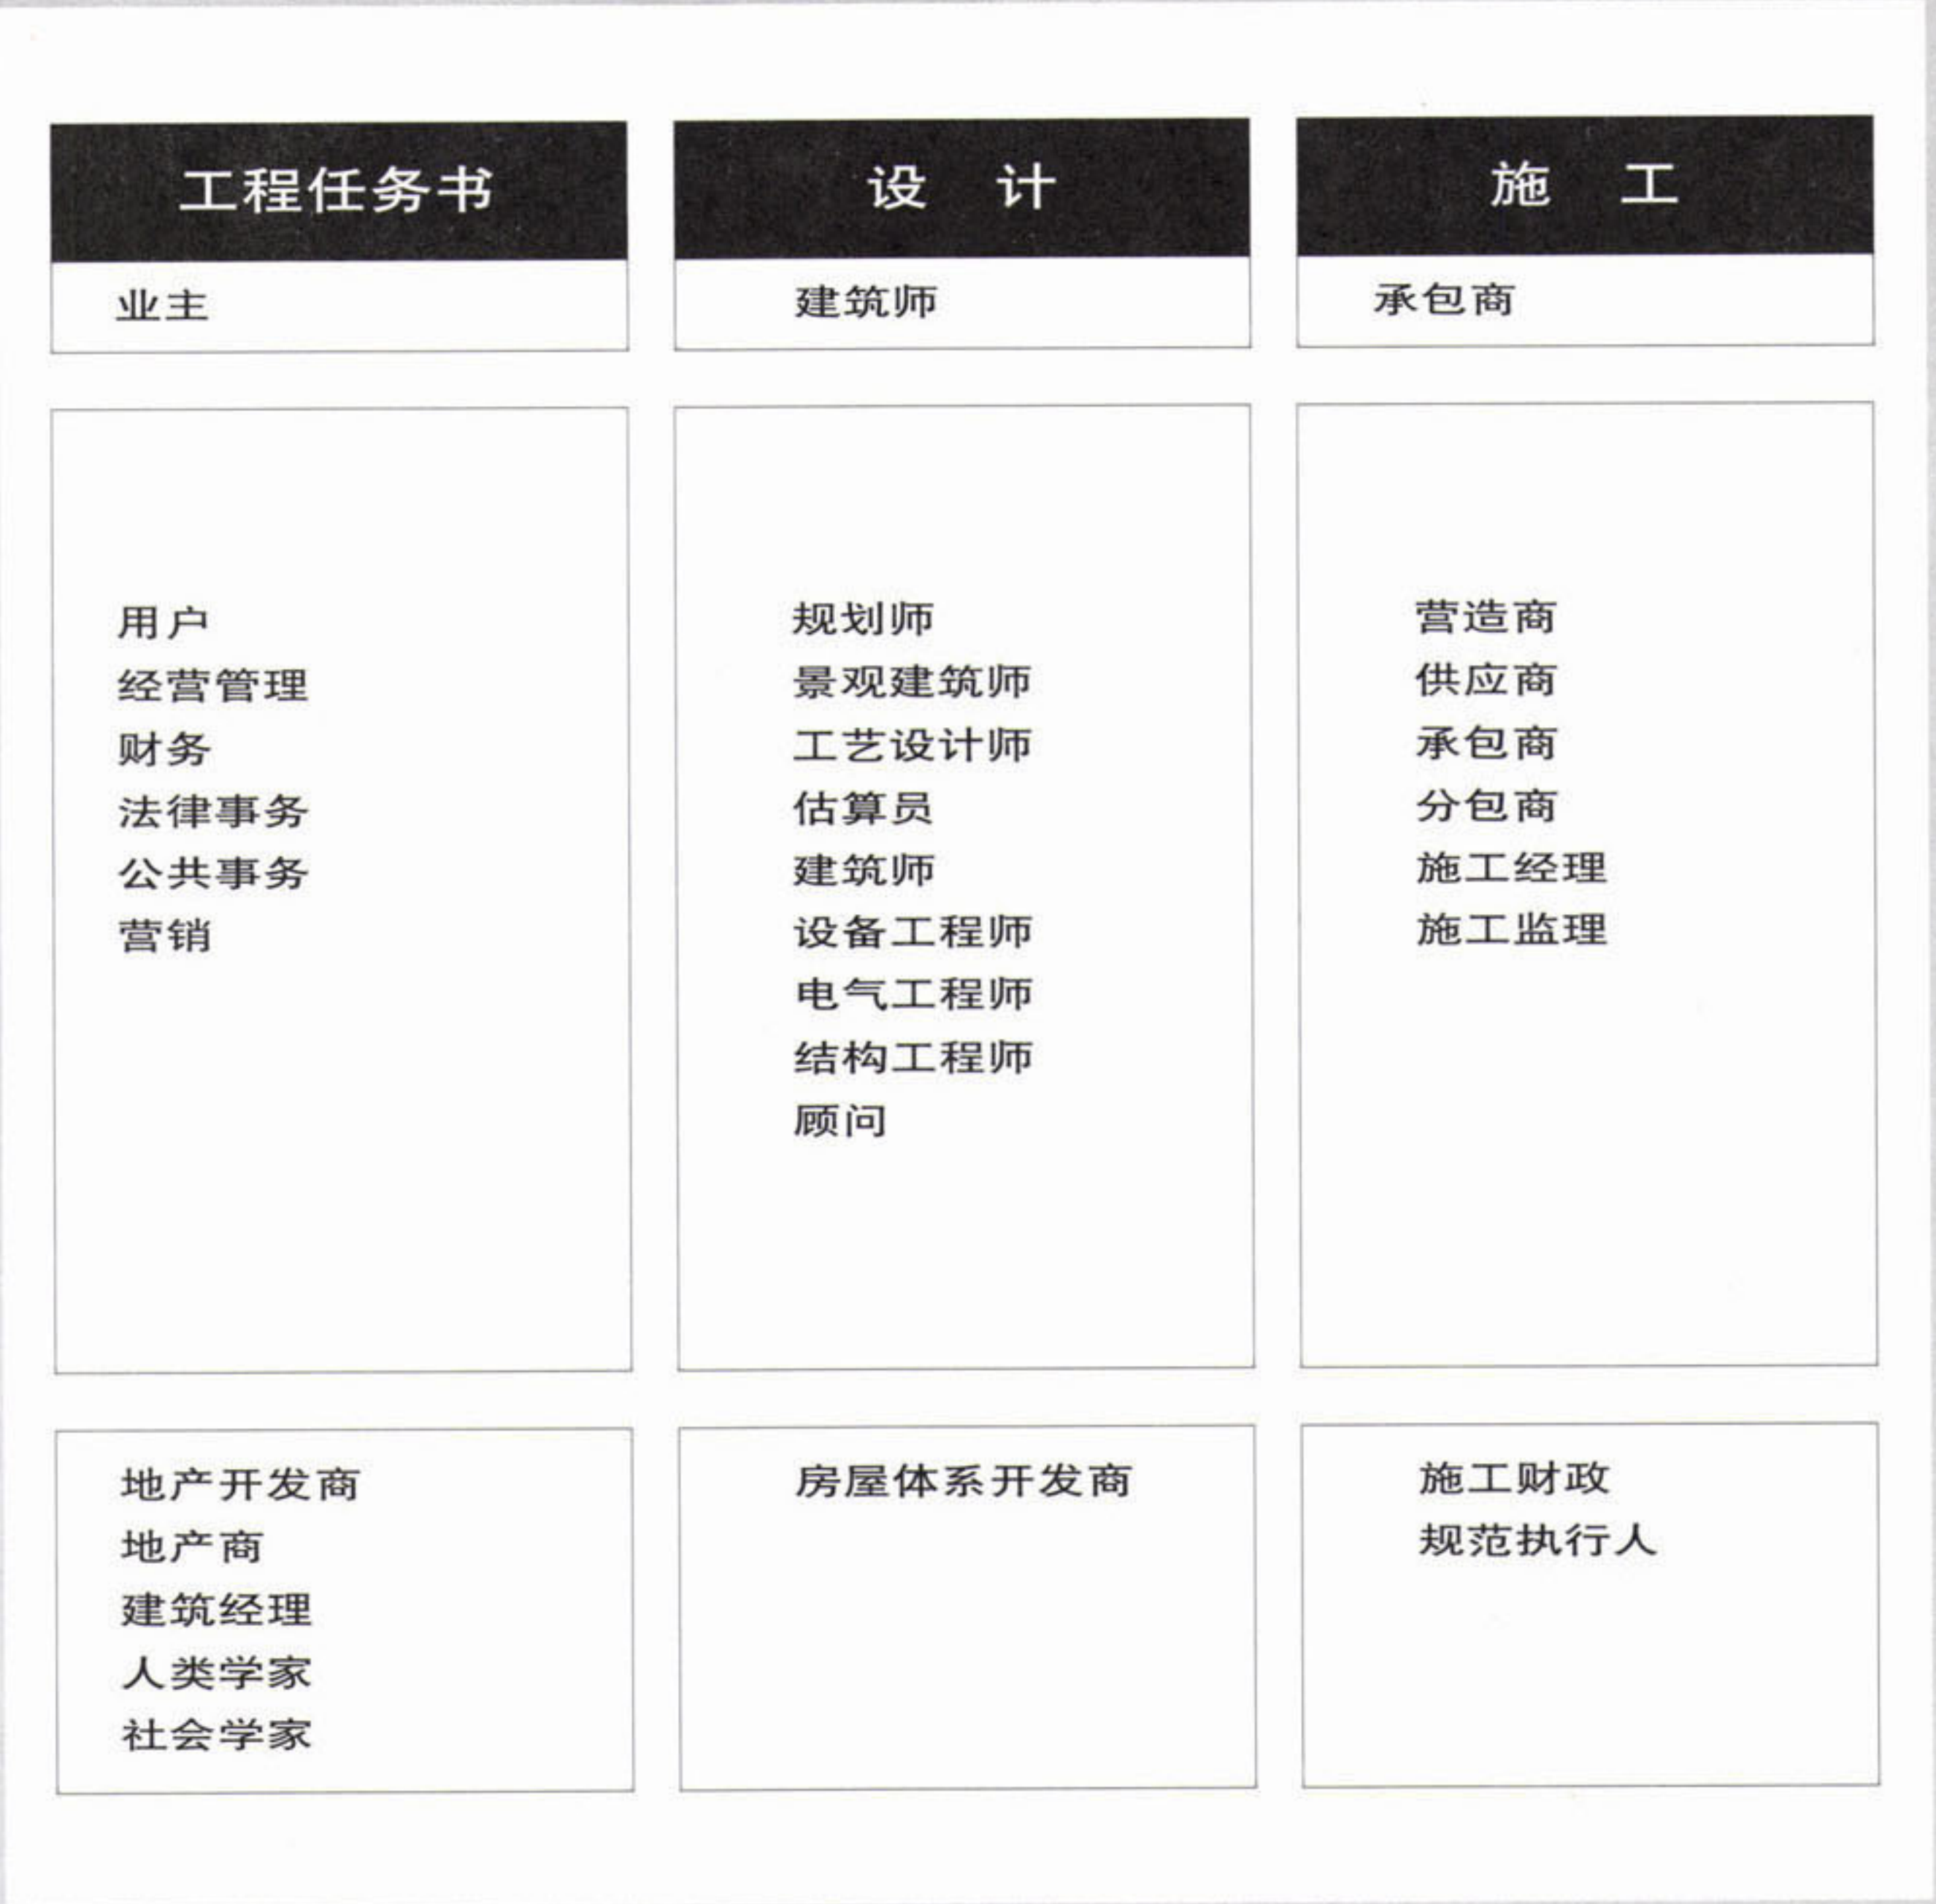 工程任务书
业主
用户
经营管理
财务
法律事务
公共事务
营销
地产开发商
地产商
建筑经理
人类学家
社会学家
设 计
建筑师
规划师
景观建筑师
工艺设计师
估算员
建筑师
设备工程师
电气工程师
结构工程师
顾问
房屋体系开发商
施 工
承包商
营造商
供应商
承包商
分包商
施工经理
施工监理
施工财政
规范执行人